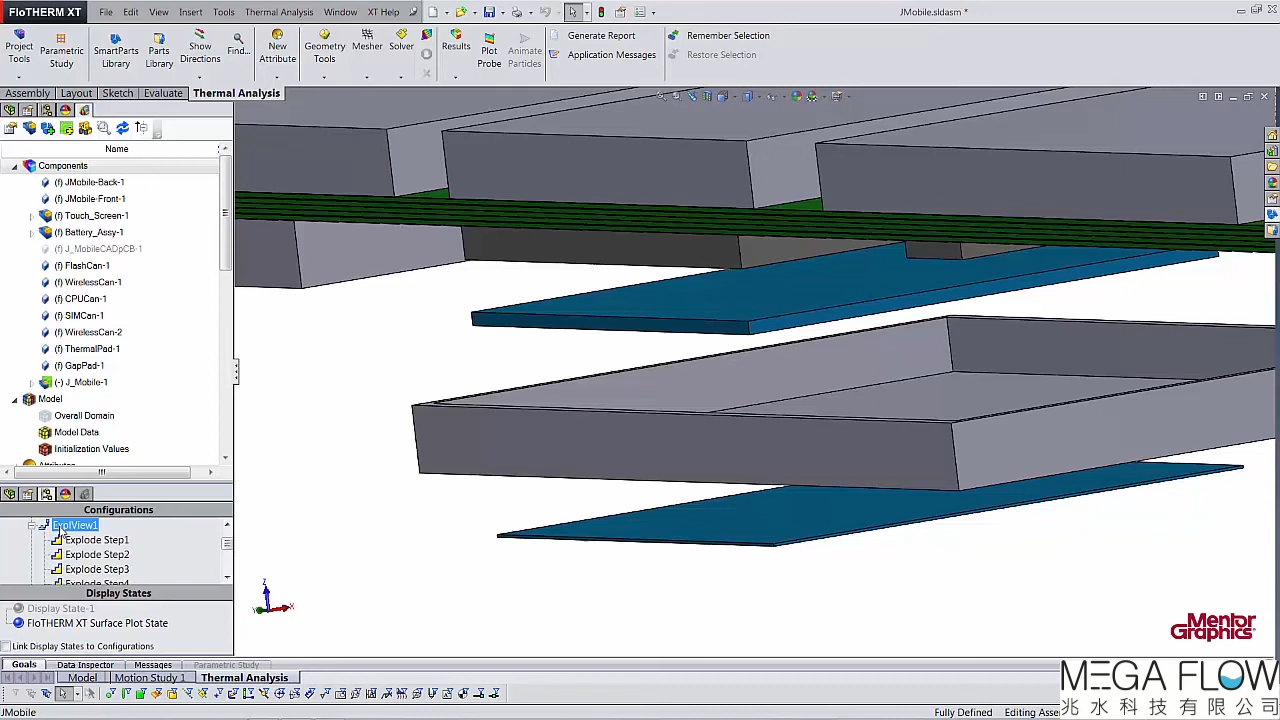 FloTHERM XT File Edit View Insert Tools Thermal Analysis Window XT Help JMobile.sldasm *
Project Tools
Parametric Study
SmartParts Library
Parts Library
Show Directions
Find...
New Attribute
Geometry Tools
Mesher
Solver
Results
Plot Probe
Animate Particles
Generate Report
Application Messages
Remember Selection
Restore Selection
Assembly Layout Sketch Evaluate Thermal Analysis
Name
Components
(f) JMobile-Back-1
(f) JMobile-Front-1
(f) Touch_Screen-1
(f) Battery_Assy-1
(f) J_MobileCADpCB-1
(f) FlashCan-1
(f) WirelessCan-1
(f) CPUCan-1
(f) SIMCan-1
(f) WirelessCan-2
(f) ThermalPad-1
(f) GapPad-1
(-) J_Mobile-1
Model
Overall Domain
Model Data
Initialization Values
Attributes
Configurations
ExplView1
Explode Step1
Explode Step2
Explode Step3
Explode Step4
Display States
Display State-1
FloTHERM XT Surface Plot State
Link Display States to Configurations
Goals Data Inspector Messages Parametric Study
Model Motion Study 1 Thermal Analysis
Z
X
Y
Mentor Graphics
MEGA FLOW
兆水科技有限公司
JMobile Fully Defined Editing Asse